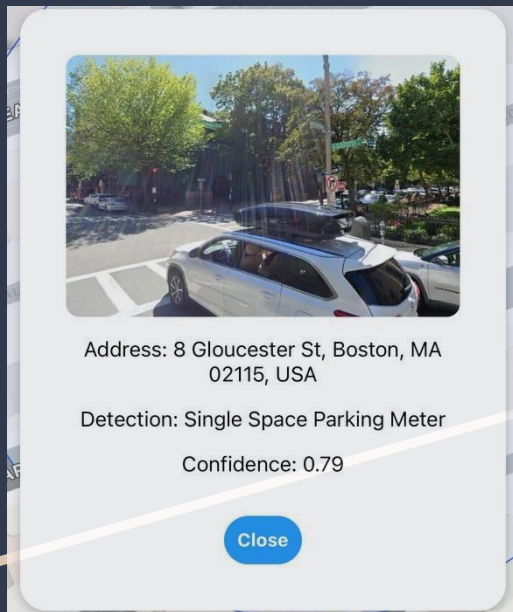 Address: 8 Gloucester St, Boston, MA
02115, USA
Detection: Single Space Parking Meter
Confidence: 0.79
Close